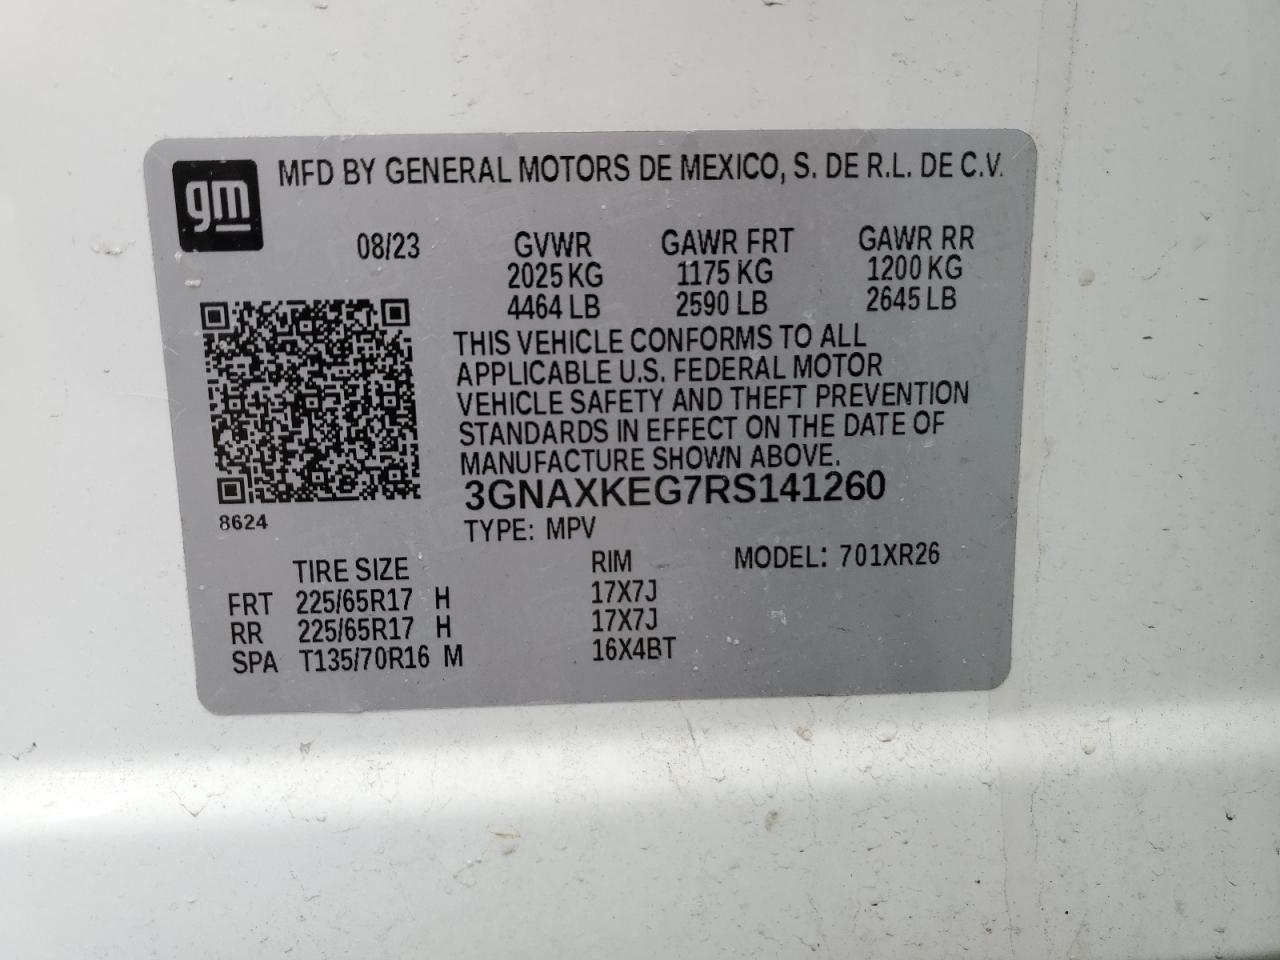 gm
MFD BY GENERAL MOTORS DE MEXICO, S. DE R.L. DE C.V.
08/23 GVWR GAWR FRT GAWR RR
2025 KG 1175 KG 1200 KG
4464 LB 2590 LB 2645 LB
THIS VEHICLE CONFORMS TO ALL
APPLICABLE U.S. FEDERAL MOTOR
VEHICLE SAFETY AND THEFT PREVENTION
STANDARDS IN EFFECT ON THE DATE OF
MANUFACTURE SHOWN ABOVE.
3GNAXKEG7RS141260
8624
TYPE: MPV
TIRE SIZE RIM MODEL: 701XR26
FRT 225/65R17 H 17X7J
RR 225/65R17 H 17X7J
SPA T135/70R16 M 16X4BT